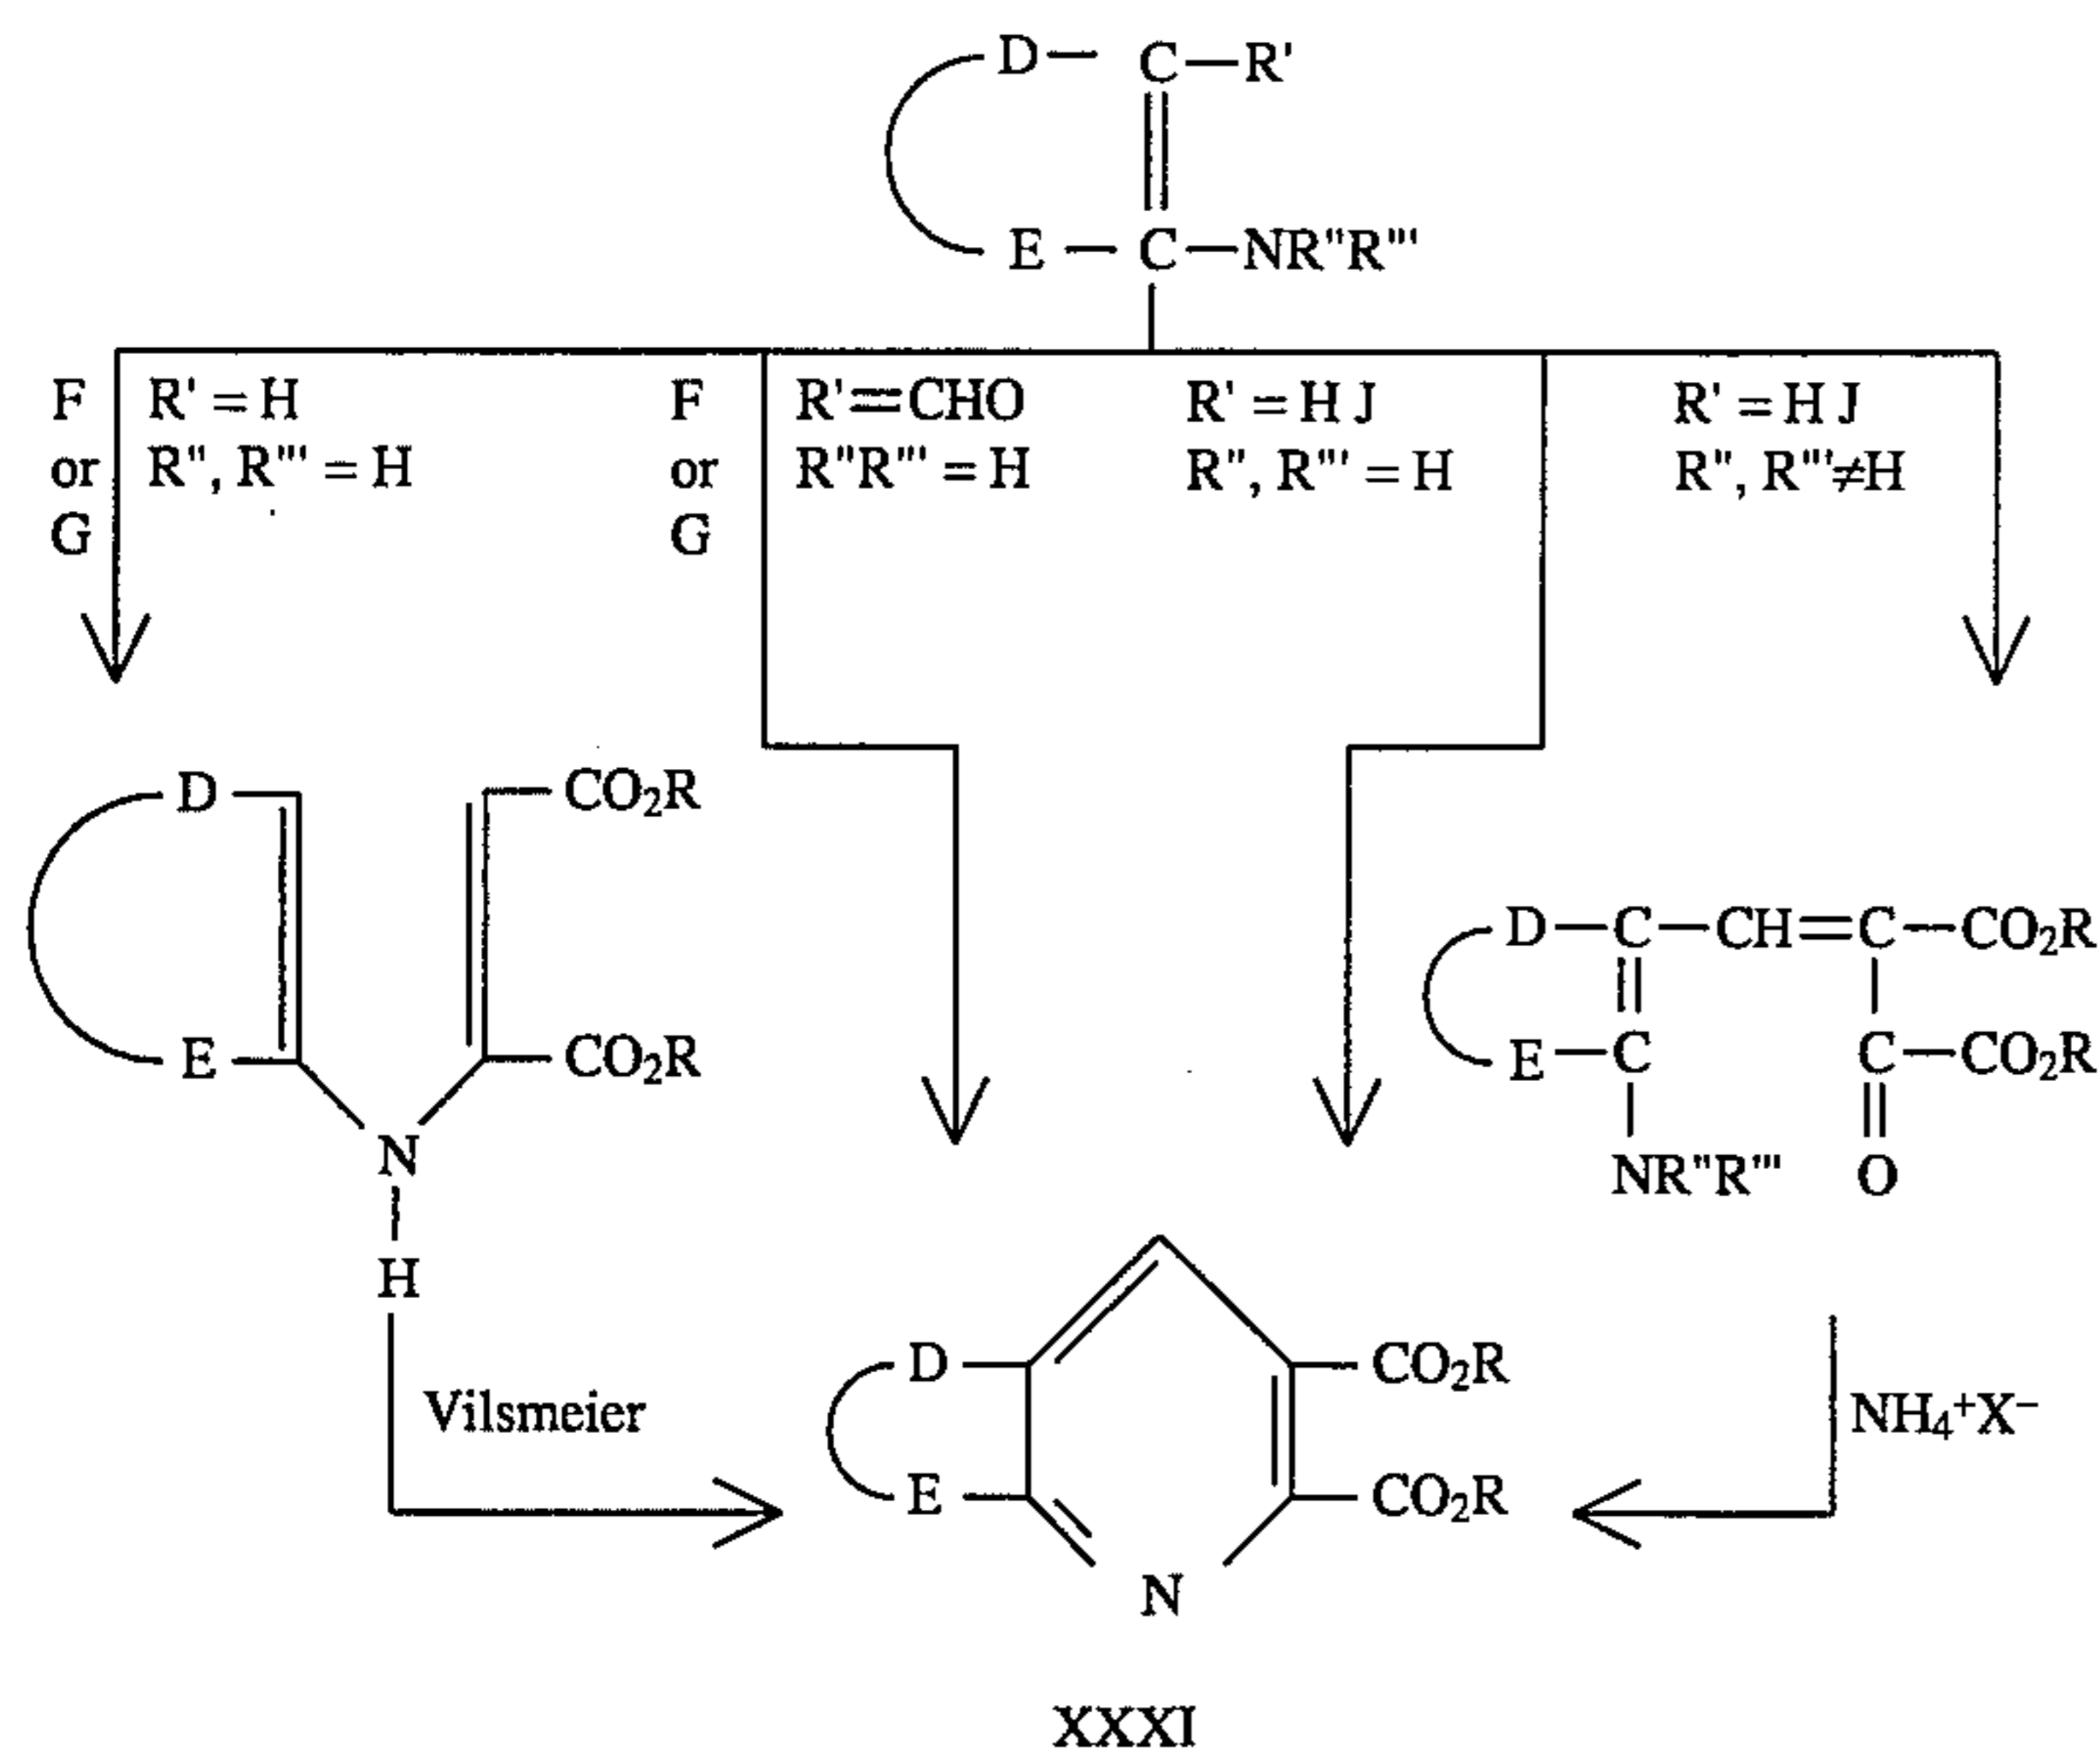 D — C — R'
E — C — NR"R"'
F R' = H F R' = CHO R' = H J R' = H J
or R", R"' = H or R"R"' = H R", R"' = H R", R"' ≠ H
G G
D CO₂R
E CO₂R
N
H
D — C — CH = C — CO₂R
E — C C — CO₂R
NR"R"' O
D CO₂R
E CO₂R
N
Vilsmeier
NH₄⁺X⁻
XXXI